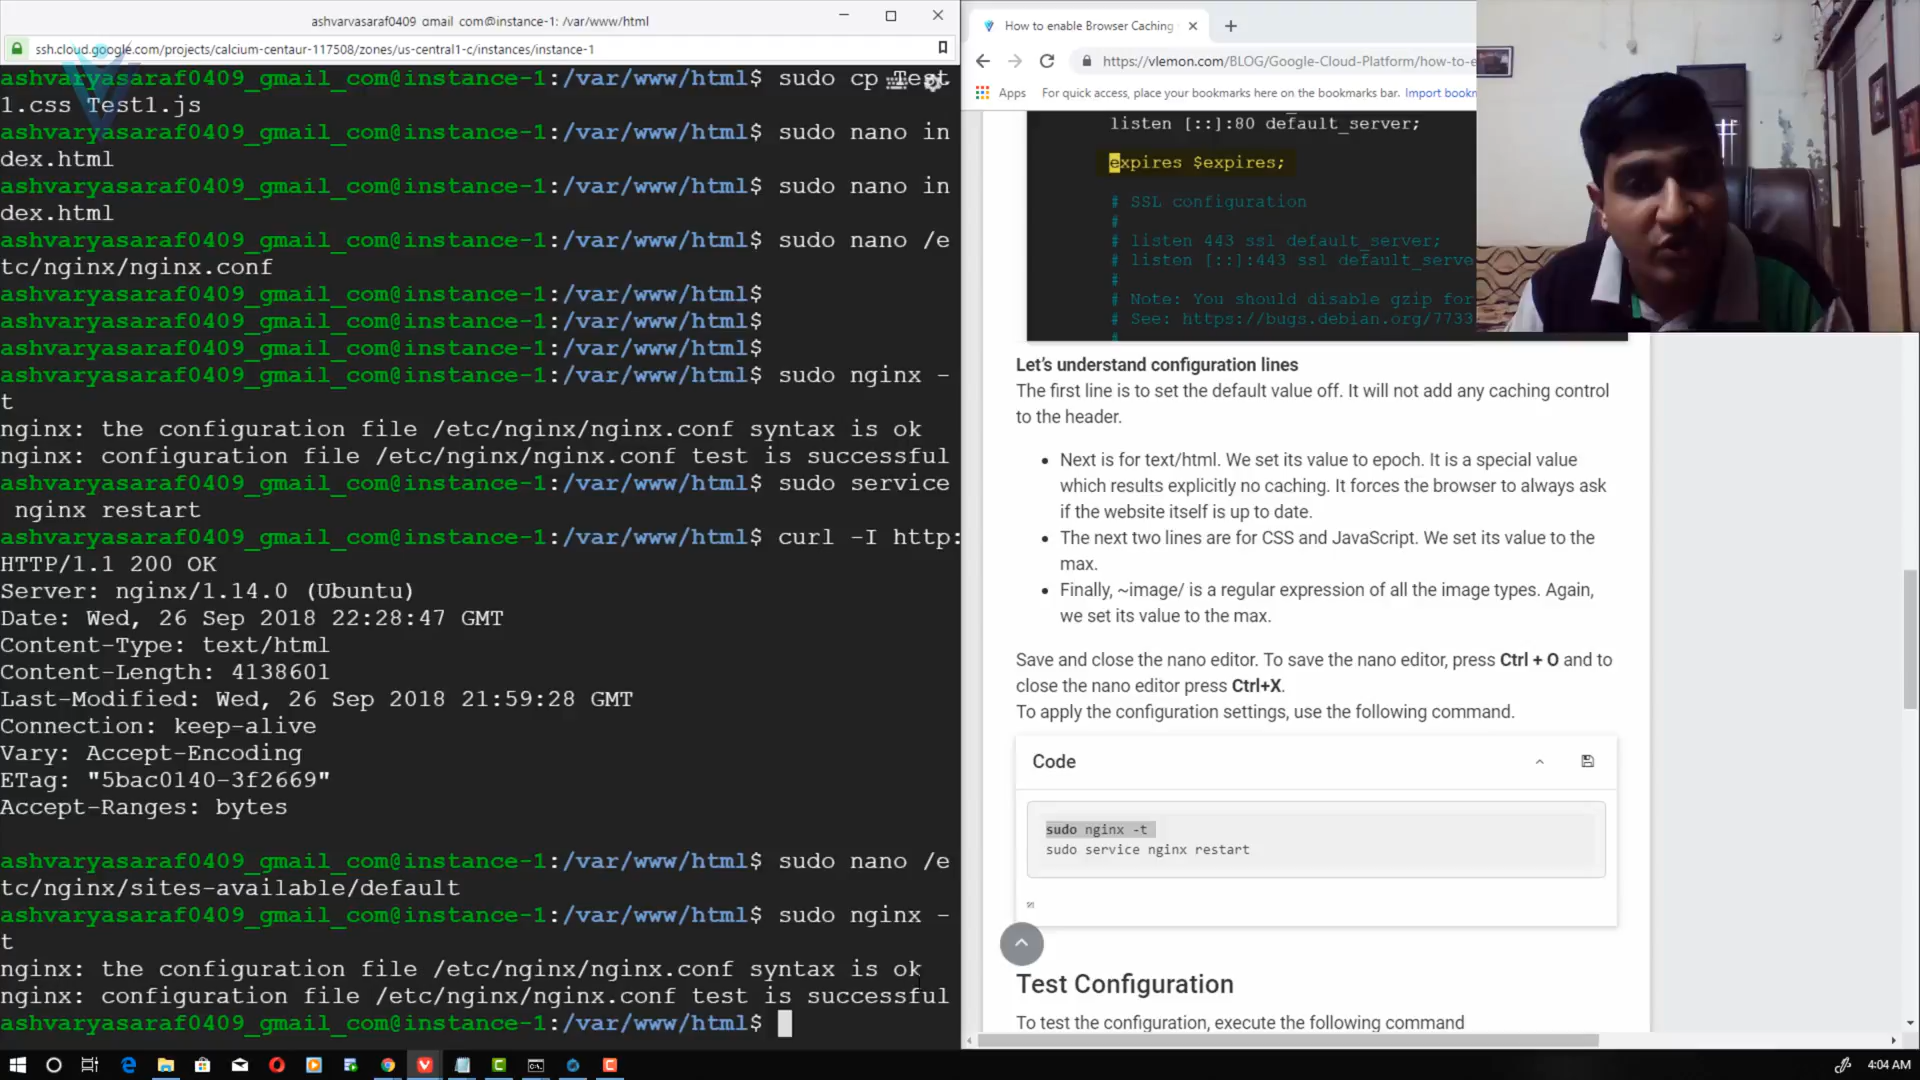 ashvaryasaraf0409_gmail_com@instance-1: /var/www/html
ssh.cloud.google.com/projects/calcium-centaur-117508/zones/us-central1-c/instances/instance-1
ashvaryasaraf0409_gmail_com@instance-1:/var/www/html$ sudo cp Test
1.css Test1.js
ashvaryasaraf0409_gmail_com@instance-1:/var/www/html$ sudo nano in
dex.html
ashvaryasaraf0409_gmail_com@instance-1:/var/www/html$ sudo nano in
dex.html
ashvaryasaraf0409_gmail_com@instance-1:/var/www/html$ sudo nano /e
tc/nginx/nginx.conf
ashvaryasaraf0409_gmail_com@instance-1:/var/www/html$
ashvaryasaraf0409_gmail_com@instance-1:/var/www/html$
ashvaryasaraf0409_gmail_com@instance-1:/var/www/html$
ashvaryasaraf0409_gmail_com@instance-1:/var/www/html$ sudo nginx -
t
nginx: the configuration file /etc/nginx/nginx.conf syntax is ok
nginx: configuration file /etc/nginx/nginx.conf test is successful
ashvaryasaraf0409_gmail_com@instance-1:/var/www/html$ sudo service
nginx restart
ashvaryasaraf0409_gmail_com@instance-1:/var/www/html$ curl -I http:
HTTP/1.1 200 OK
Server: nginx/1.14.0 (Ubuntu)
Date: Wed, 26 Sep 2018 22:28:47 GMT
Content-Type: text/html
Content-Length: 4138601
Last-Modified: Wed, 26 Sep 2018 21:59:28 GMT
Connection: keep-alive
Vary: Accept-Encoding
ETag: "5bac0140-3f2669"
Accept-Ranges: bytes
ashvaryasaraf0409_gmail_com@instance-1:/var/www/html$ sudo nano /e
tc/nginx/sites-available/default
ashvaryasaraf0409_gmail_com@instance-1:/var/www/html$ sudo nginx -
t
nginx: the configuration file /etc/nginx/nginx.conf syntax is ok
nginx: configuration file /etc/nginx/nginx.conf test is successful
ashvaryasaraf0409_gmail_com@instance-1:/var/www/html$
How to enable Browser Caching
https://vlemon.com/BLOG/Google-Cloud-Platform/how-to-e
Apps For quick access, place your bookmarks here on the bookmarks bar. Import bookm
listen [::]:80 default_server;
expires $expires;
# SSL configuration
#
# listen 443 ssl default_server;
# listen [::]:443 ssl default_serve
#
# Note: You should disable gzip for
# See: https://bugs.debian.org/7733
#
Let's understand configuration lines
The first line is to set the default value off. It will not add any caching control
to the header.
• Next is for text/html. We set its value to epoch. It is a special value
which results explicitly no caching. It forces the browser to always ask
if the website itself is up to date.
• The next two lines are for CSS and JavaScript. We set its value to the
max.
• Finally, ~image/ is a regular expression of all the image types. Again,
we set its value to the max.
Save and close the nano editor. To save the nano editor, press Ctrl + O and to
close the nano editor press Ctrl+X.
To apply the configuration settings, use the following command.
Code
sudo nginx -t
sudo service nginx restart
Test Configuration
To test the configuration, execute the following command
4:04 AM